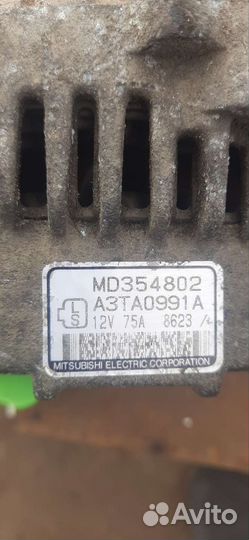 MD354802
L
S
A3TA0991A
12V 75A 8623
MITSUBISHI ELECTRIC CORPORATION
Avito